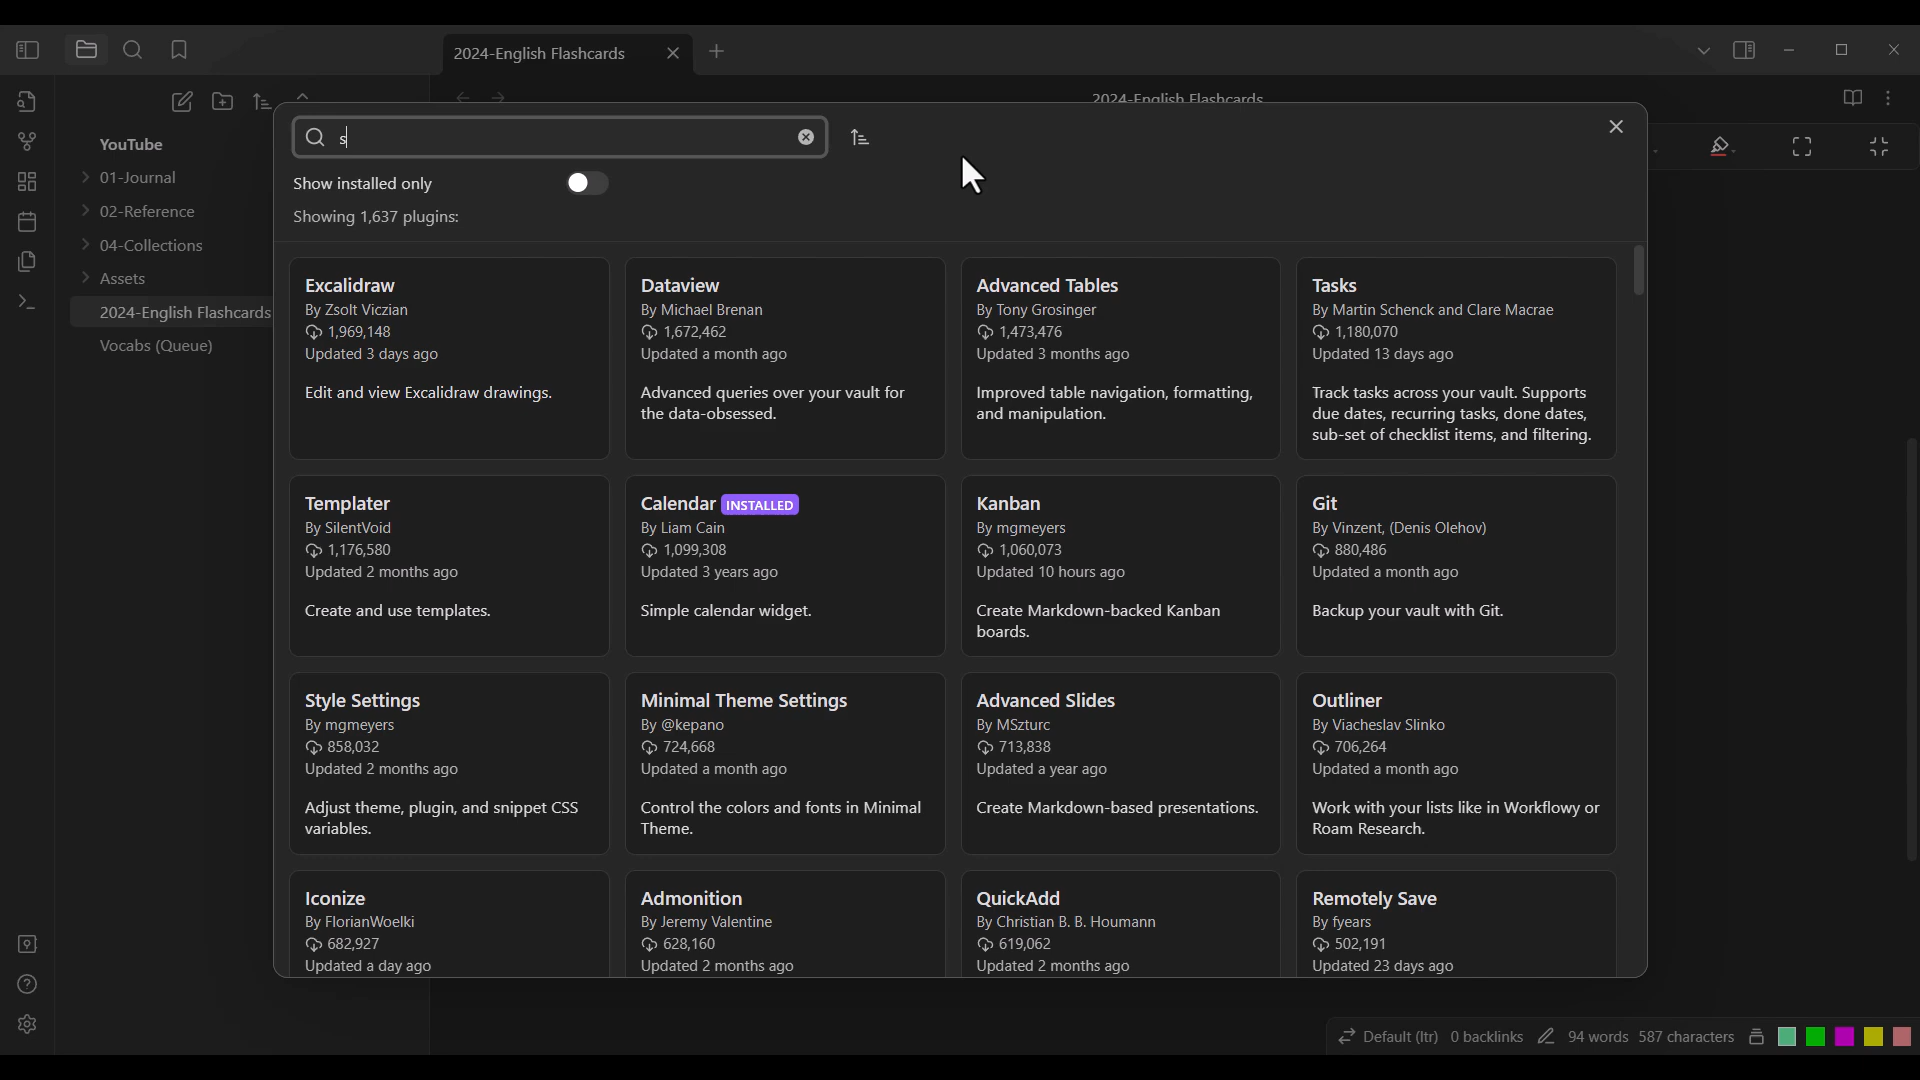 2024-English Flashcards
2024-English Flashcards
YouTube
01-Journal
02-Reference
04-Collections
Assets
2024-English Flashcards
Vocabs (Queue)
s
Show installed only
Showing 1,637 plugins:
Excalidraw
By Zsolt Viczian
1,969,148
Updated 3 days ago
Edit and view Excalidraw drawings.
Dataview
By Michael Brenan
1,672,462
Updated a month ago
Advanced queries over your vault for
the data-obsessed.
Advanced Tables
By Tony Grosinger
1,473,476
Updated 3 months ago
Improved table navigation, formatting,
and manipulation.
Tasks
By Martin Schenck and Clare Macrae
1,180,070
Updated 13 days ago
Track tasks across your vault. Supports
due dates, recurring tasks, done dates,
sub-set of checklist items, and filtering.
Templater
By SilentVoid
1,176,580
Updated 2 months ago
Create and use templates.
Calendar INSTALLED
By Liam Cain
1,099,308
Updated 3 years ago
Simple calendar widget.
Kanban
By mgmeyers
1,060,073
Updated 10 hours ago
Create Markdown-backed Kanban
boards.
Git
By Vinzent, (Denis Olehov)
880,486
Updated a month ago
Backup your vault with Git.
Style Settings
By mgmeyers
858,032
Updated 2 months ago
Adjust theme, plugin, and snippet CSS
variables.
Minimal Theme Settings
By @kepano
724,668
Updated a month ago
Control the colors and fonts in Minimal
Theme.
Advanced Slides
By MSzturc
713,838
Updated a year ago
Create Markdown-based presentations.
Outliner
By Viacheslav Slinko
706,264
Updated a month ago
Work with your lists like in Workflowy or
Roam Research.
Iconize
By FlorianWoelki
682,927
Updated a day ago
Admonition
By Jeremy Valentine
628,160
Updated 2 months ago
QuickAdd
By Christian B. B. Houmann
619,062
Updated 2 months ago
Remotely Save
By fyears
502,191
Updated 23 days ago
Default (ltr) 0 backlinks 94 words 587 characters